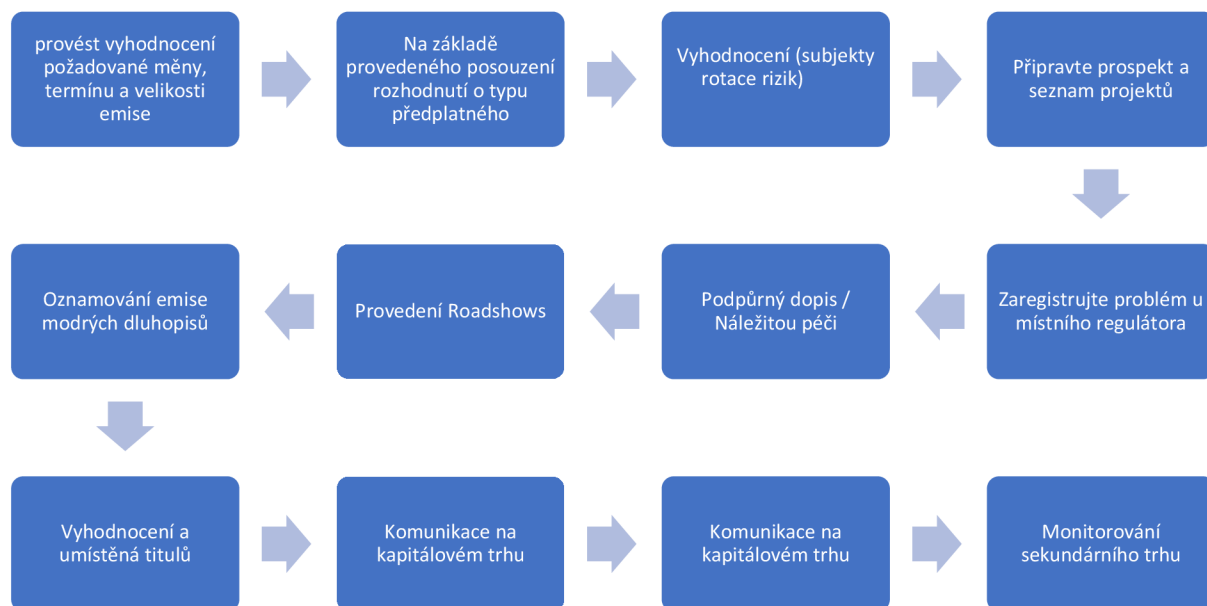 provést vyhodnocení
požadované měny,
termínu a velikosti
emise
Na základě
provedeného posouzení
rozhodnutí o typu
předplatného
Vyhodnocení (subjekty
rotace rizik)
Připravte prospekt a
seznam projektů
Zaregistrujte problém u
místního regulátora
Podpůrný dopis /
Náležitou péči
Provedení Roadshows
Oznamování emise
modrých dluhopisů
Vyhodnocení a
umístěná titulů
Komunikace na
kapitálovém trhu
Komunikace na
kapitálovém trhu
Monitorování
sekundárního trhu